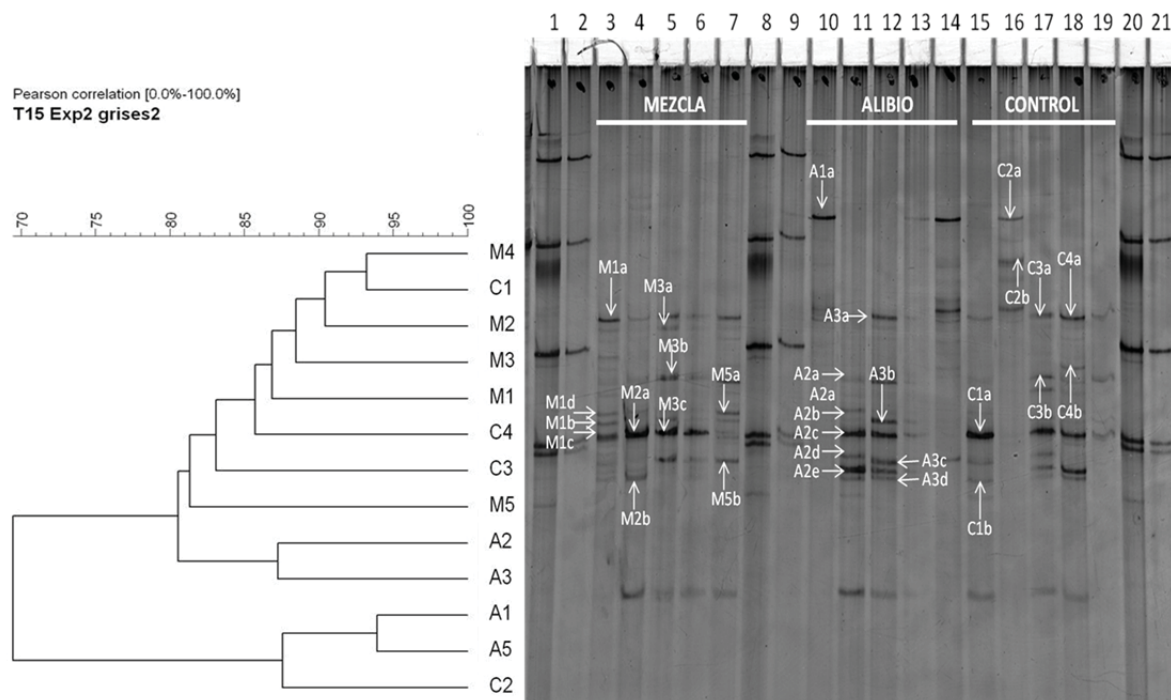 Pearson correlation [0.0%-100.0%]
T15 Exp2 grises2
70 75 80 85 90 95 100
M4
C1
M2
M3
M1
C4
C3
M5
A2
A3
A1
A5
C2
1 2 3 4 5 6 7 8 9 10 11 12 13 14 15 16 17 18 19 20 21
MEZCLA ALIBIO CONTROL
A1a C2a
M1a M3a C3a C4a
C2b
A3a
M3b
A2a A3b
M2a M5a
A2a C1a
M1d M3c A2b C3b C4b
M1b
M1c A2c
A2d
A3c
A2e
A3d
M2b M5b
C1b